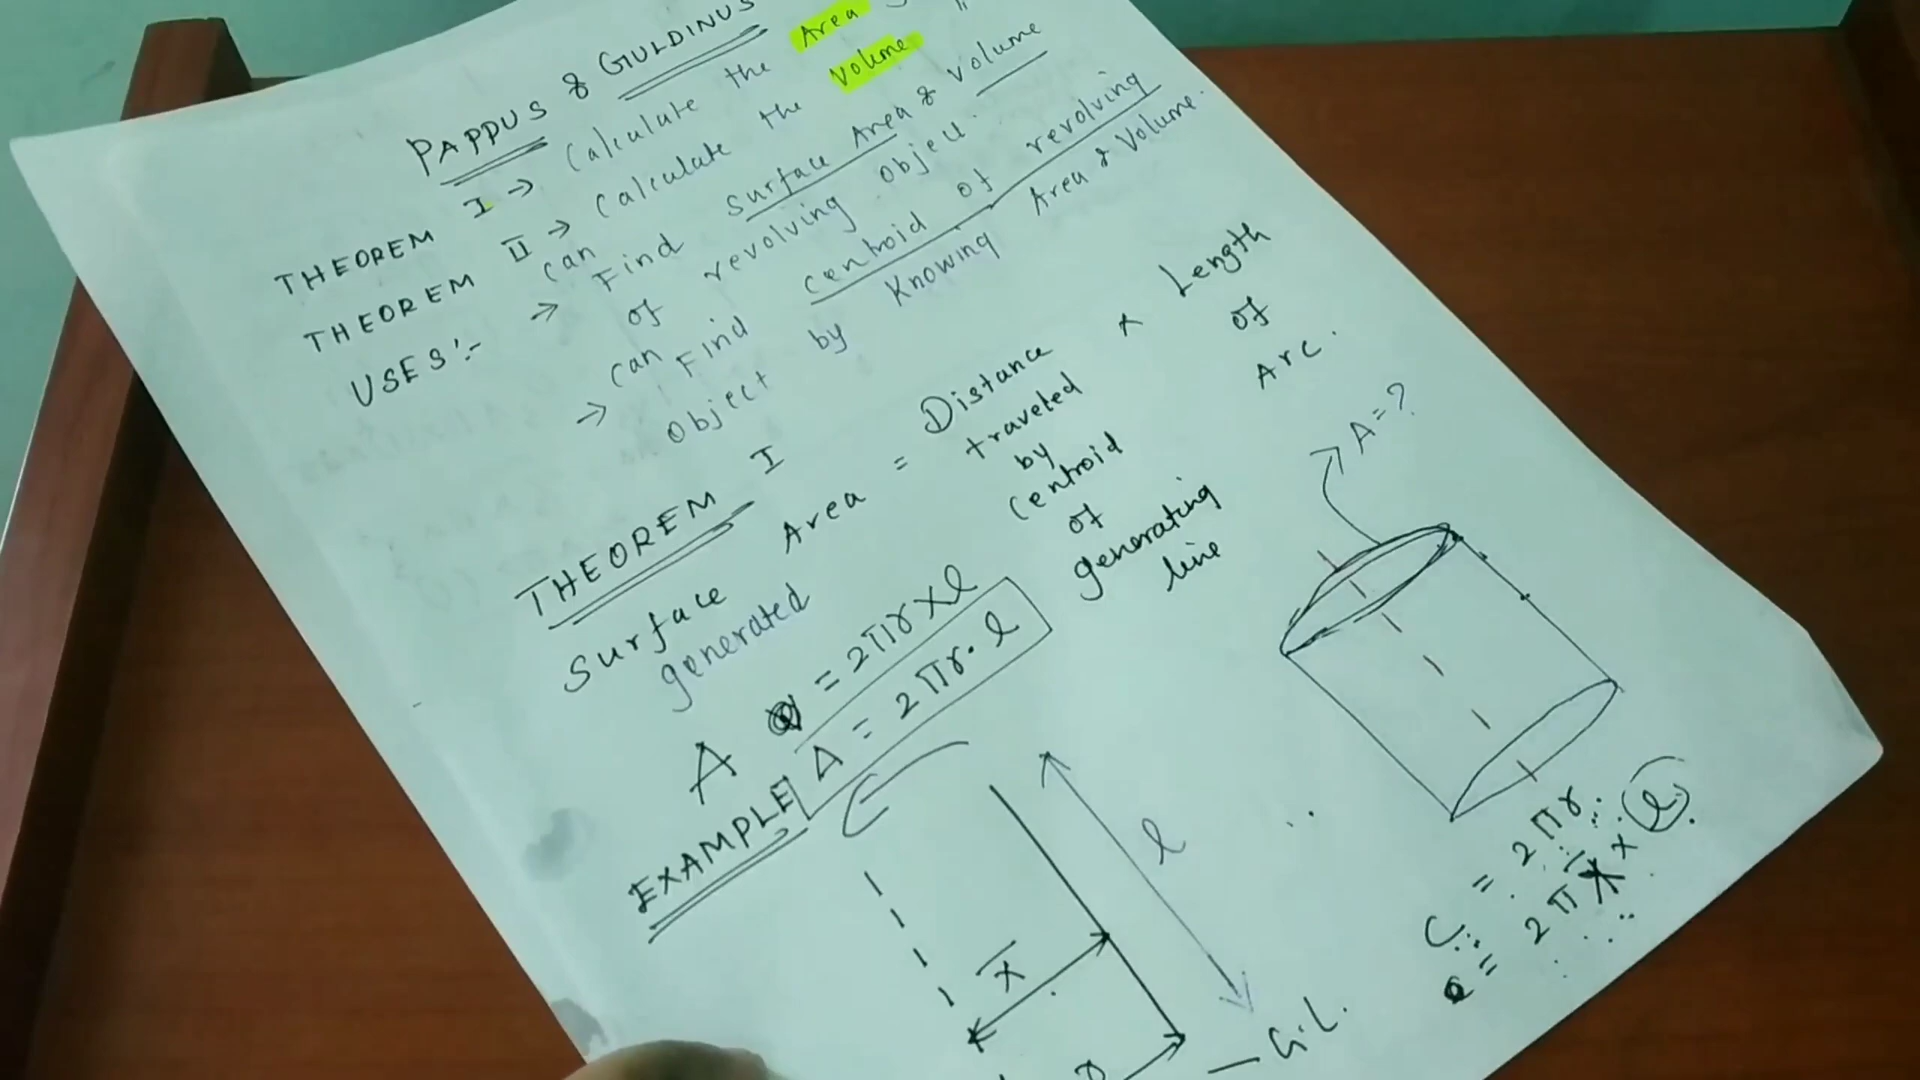 PAPPUS & GULDINUS
THEOREM I → Calculate the Area
THEOREM II → Calculate the Volume
USES :- → can Find Surface Area & Volume
of revolving object.
→ can Find centroid of revolving
Object by Knowing Area & Volume.
THEOREM I
Surface Area = Distance × Length
generated traveled of
by Arc.
centroid
of
generating
line
A = 2πr×l
A = 2πr.l
A=?
EXAMPLE
l
x̄
G.L.
C = 2πr
= 2π x l